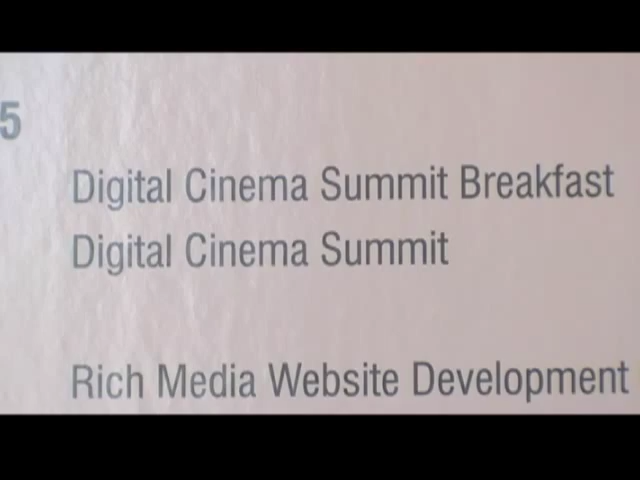 5
Digital Cinema Summit Breakfast
Digital Cinema Summit
Rich Media Website Development